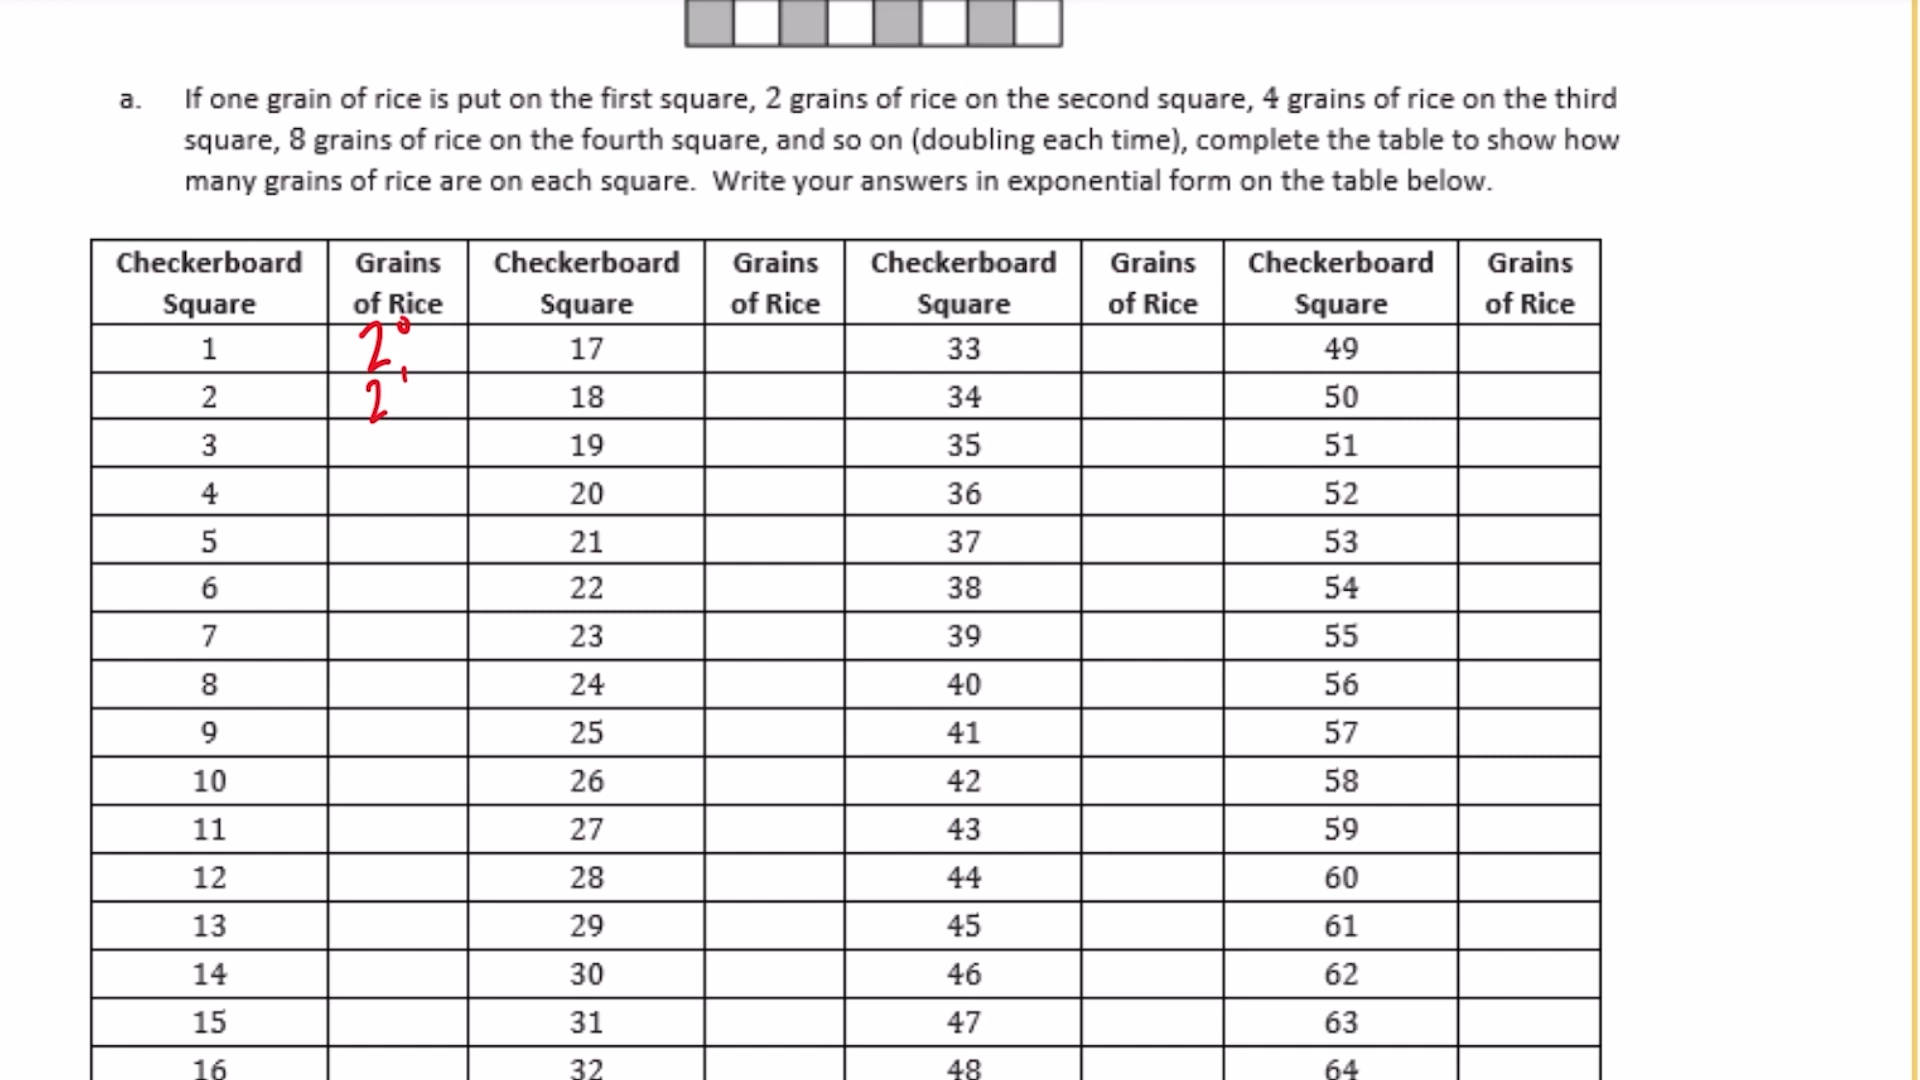 a. If one grain of rice is put on the first square, 2 grains of rice on the second square, 4 grains of rice on the third
square, 8 grains of rice on the fourth square, and so on (doubling each time), complete the table to show how
many grains of rice are on each square. Write your answers in exponential form on the table below.
Checkerboard Square Grains of Rice Checkerboard Square Grains of Rice Checkerboard Square Grains of Rice Checkerboard Square Grains of Rice
1 2⁰ 17 33 49
2 2¹ 18 34 50
3 19 35 51
4 20 36 52
5 21 37 53
6 22 38 54
7 23 39 55
8 24 40 56
9 25 41 57
10 26 42 58
11 27 43 59
12 28 44 60
13 29 45 61
14 30 46 62
15 31 47 63
16 32 48 64